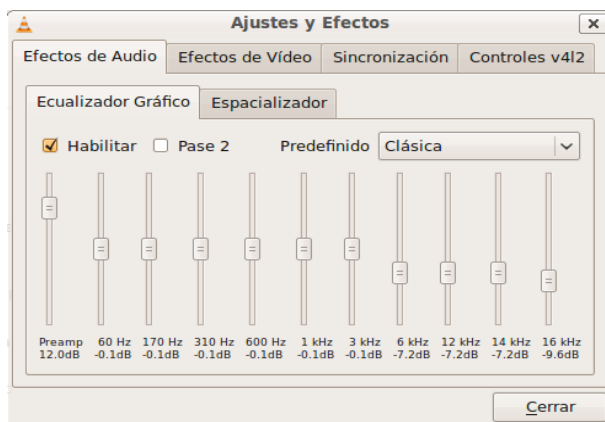 Ajustes y Efectos
Efectos de Audio Efectos de Vídeo Sincronización Controles v4l2
Ecualizador Gráfico Espacializador
Habilitar Pase 2 Predefinido Clásica
Preamp 60 Hz 170 Hz 310 Hz 600 Hz 1 kHz 3 kHz 6 kHz 12 kHz 14 kHz 16 kHz
12.0dB -0.1dB -0.1dB -0.1dB -0.1dB -0.1dB -0.1dB -7.2dB -7.2dB -7.2dB -9.6dB
Cerrar